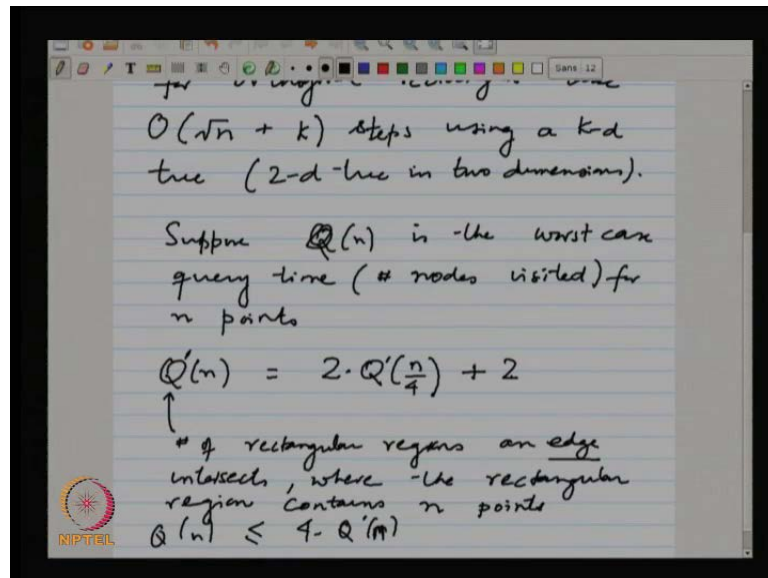 Sans 12
for
O(√n + k) steps using a k-d
tree (2-d-tree in two dimensions).
Suppose Q(n) is the worst case
query time (# nodes visited) for
n points
Q'(n) = 2·Q'(n/4) + 2
↑
# of rectangular regions an edge
intersects, where the rectangular
region contains n points
Q(n) ≤ 4· Q'(n)
NPTEL